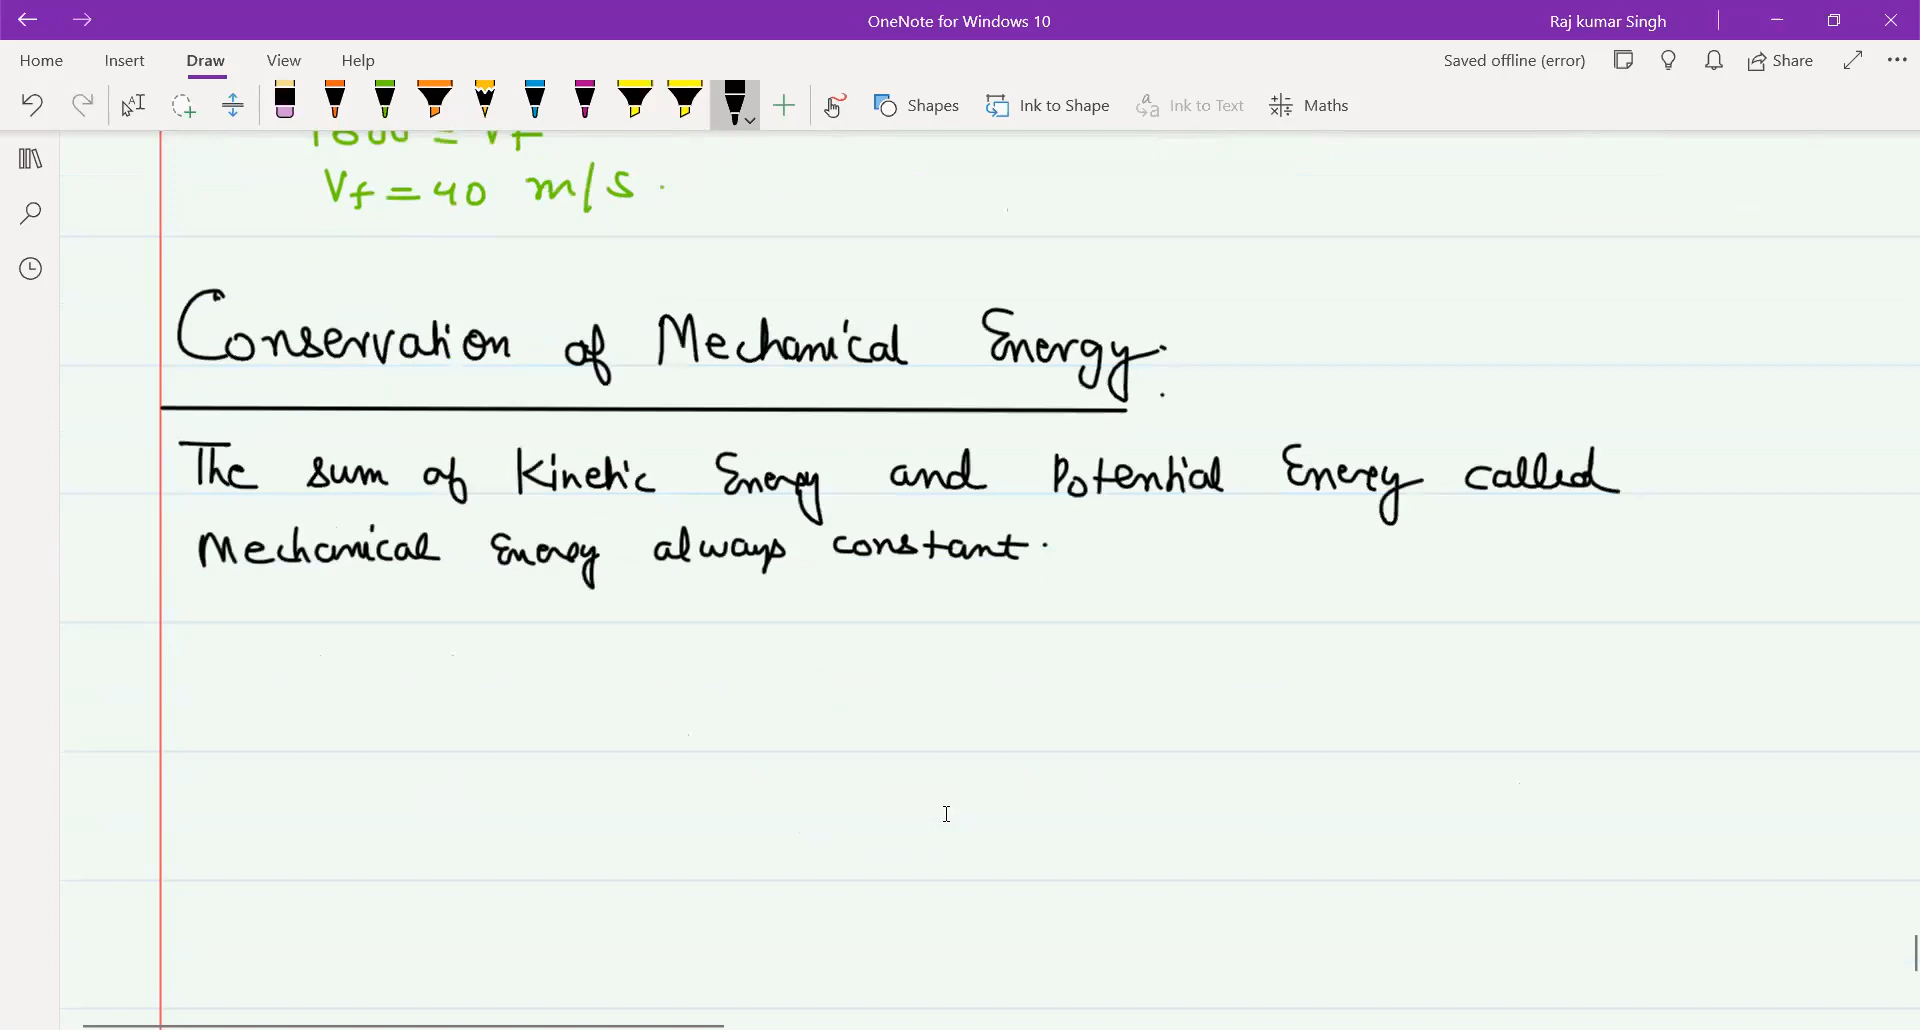 OneNote for Windows 10
Raj kumar Singh
Home Insert Draw View Help
Saved offline (error) Share
Shapes Ink to Shape Ink to Text Maths
Vf = 40 m/s.
Conservation of Mechanical Energy:
The sum of Kinetic Energy and Potential Energy called
Mechanical Energy always constant.